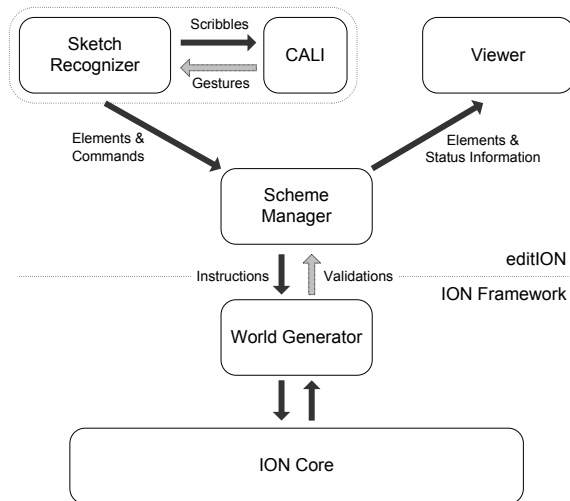 Scribbles
Sketch
Recognizer
CALI
Viewer
Gestures
Elements &
Commands
Elements &
Status Information
Scheme
Manager
editION
Instructions
Validations
ION Framework
World Generator
ION Core